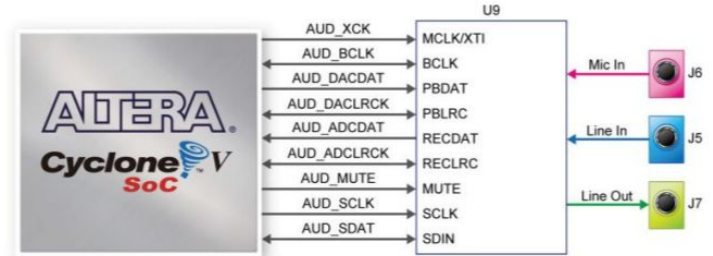 U9
AUD_XCK MCLK/XTI
AUD_BCLK BCLK Mic In J6
AUD_DACDAT PBDAT
AUD_DACLRCK PBLRC
ALTERA.
AUD_ADCDAT RECDAT Line In J5
Cyclone V
SoC
AUD_ADCLRCK RECLRC
AUD_MUTE MUTE Line Out J7
AUD_SCLK SCLK
AUD_SDAT SDIN